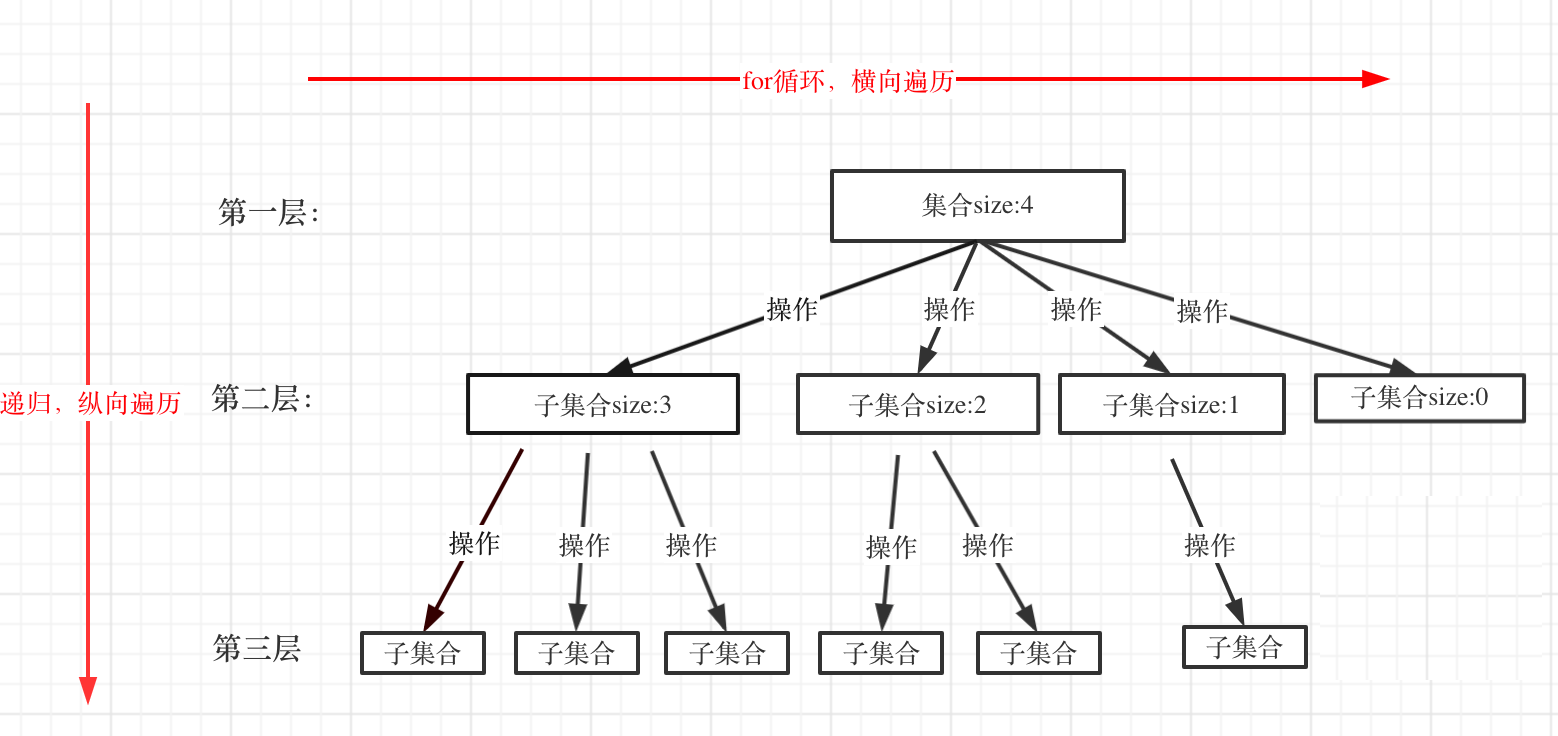 for循环，横向遍历
第一层：
集合size:4
操作
操作
操作
操作
递归，纵向遍历
第二层：
子集合size:3
子集合size:2
子集合size:1
子集合size:0
操作
操作
操作
操作
操作
操作
第三层
子集合
子集合
子集合
子集合
子集合
子集合